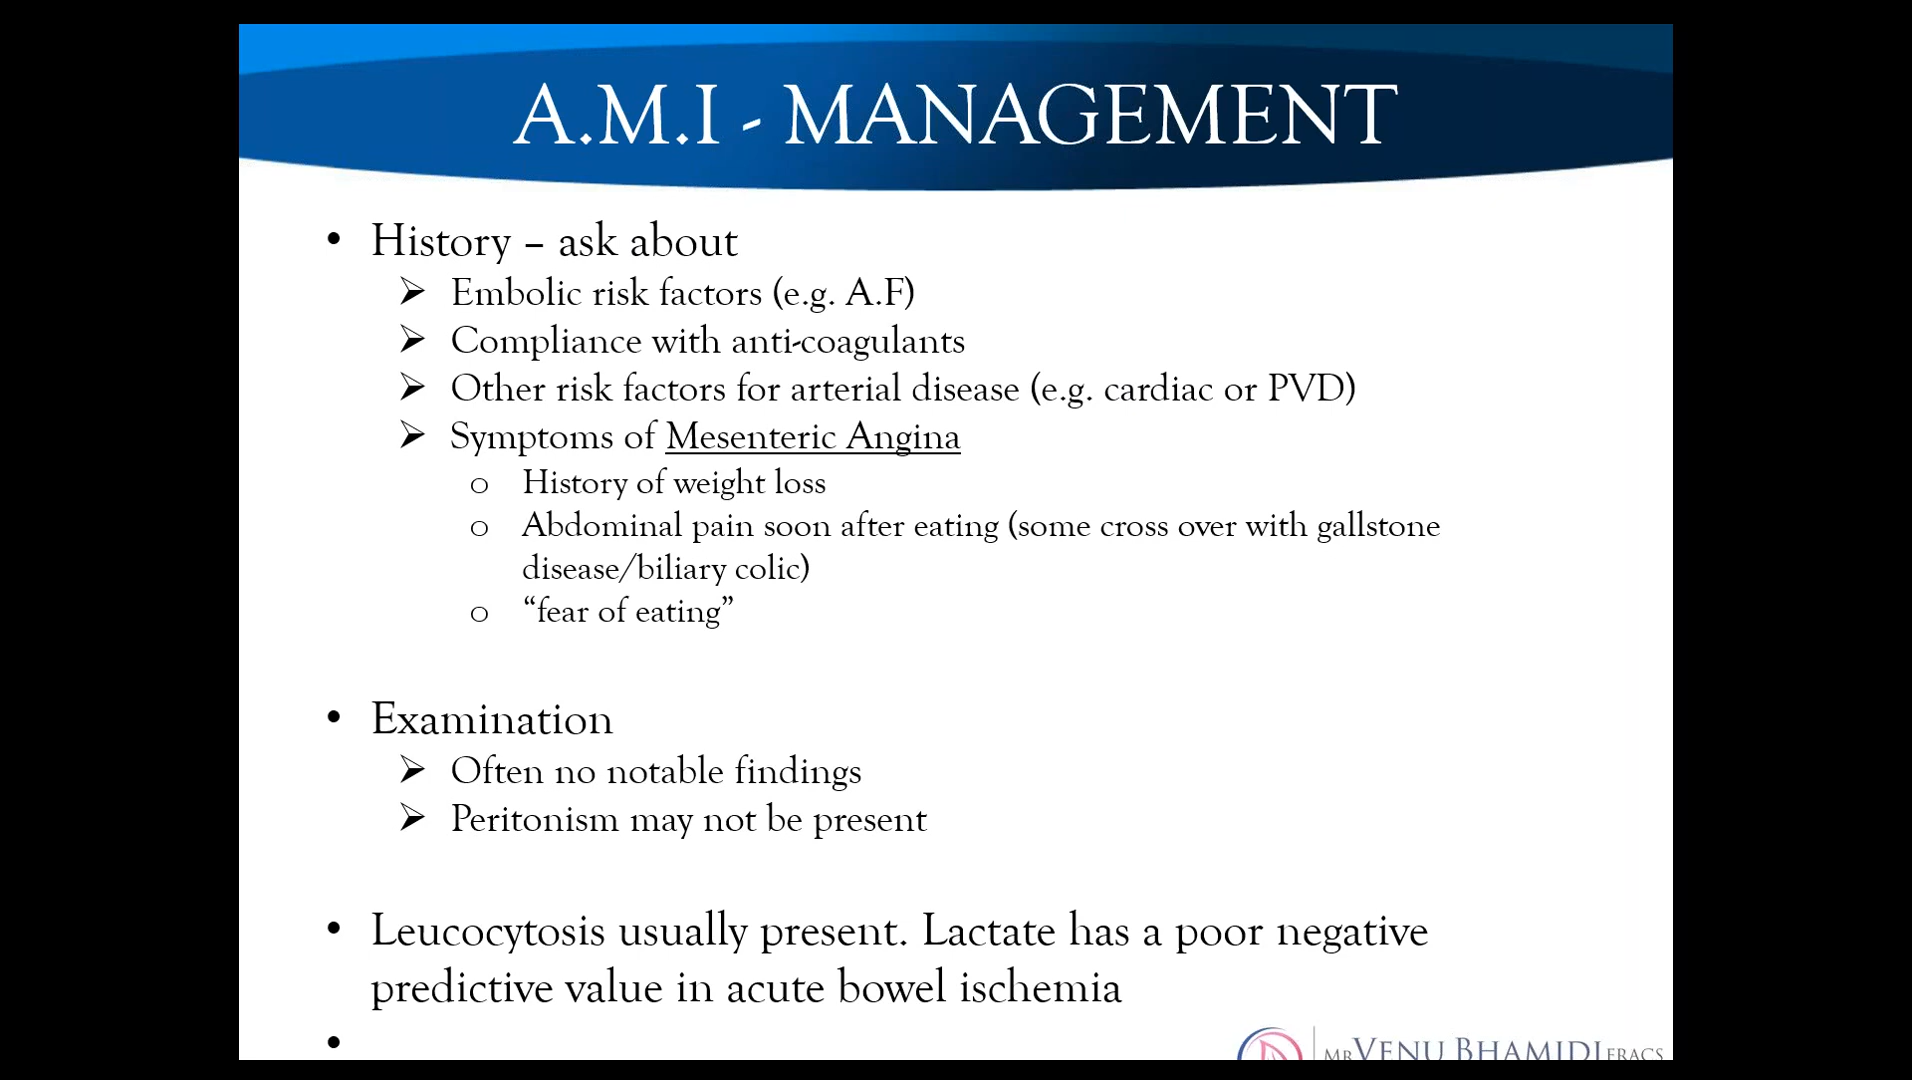 A.M.I - MANAGEMENT
• History – ask about
➢ Embolic risk factors (e.g. A.F)
➢ Compliance with anti-coagulants
➢ Other risk factors for arterial disease (e.g. cardiac or PVD)
➢ Symptoms of Mesenteric Angina
o History of weight loss
o Abdominal pain soon after eating (some cross over with gallstone
disease/biliary colic)
o “fear of eating”
• Examination
➢ Often no notable findings
➢ Peritonism may not be present
• Leucocytosis usually present. Lactate has a poor negative
predictive value in acute bowel ischemia
•
MR VENU BHAMIDI FRACS